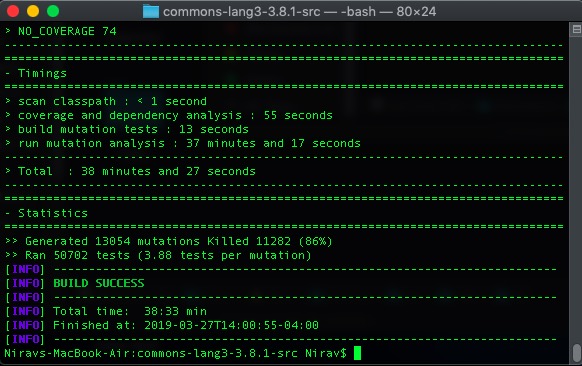 commons-lang3-3.8.1-src — -bash — 80×24
> NO_COVERAGE 74
--------------------------------------------------------------------------------
================================================================================
- Timings
================================================================================
> scan classpath : < 1 second
> coverage and dependency analysis : 55 seconds
> build mutation tests : 13 seconds
> run mutation analysis : 37 minutes and 17 seconds
--------------------------------------------------------------------------------
> Total  : 38 minutes and 27 seconds
--------------------------------------------------------------------------------
================================================================================
- Statistics
================================================================================
>> Generated 13054 mutations Killed 11282 (86%)
>> Ran 50702 tests (3.88 tests per mutation)
[INFO] ------------------------------------------------------------------------
[INFO] BUILD SUCCESS
[INFO] ------------------------------------------------------------------------
[INFO] Total time:  38:33 min
[INFO] Finished at: 2019-03-27T14:00:55-04:00
[INFO] ------------------------------------------------------------------------
Niravs-MacBook-Air:commons-lang3-3.8.1-src Nirav$